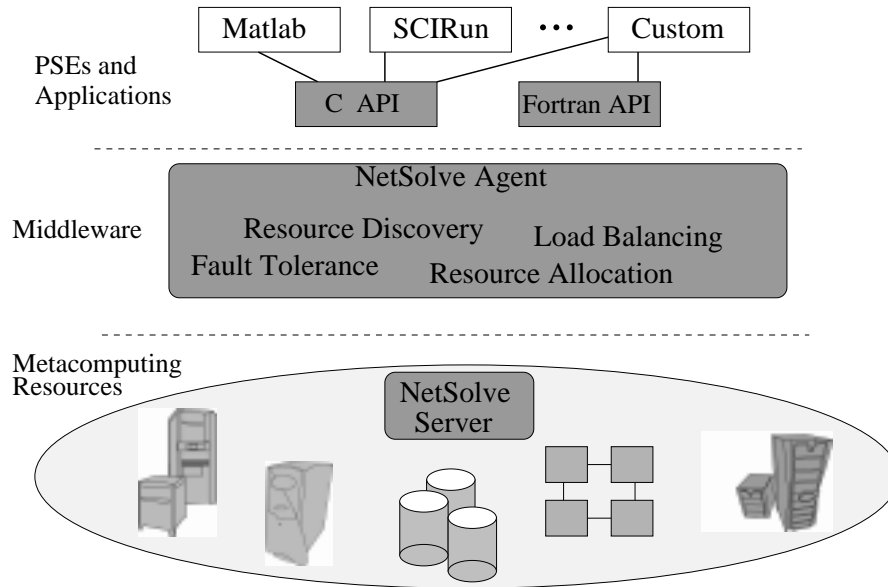 Matlab
SCIRun
...
Custom
PSEs and
Applications
C API
Fortran API
NetSolve Agent
Middleware
Resource Discovery
Load Balancing
Fault Tolerance
Resource Allocation
Metacomputing
Resources
NetSolve
Server